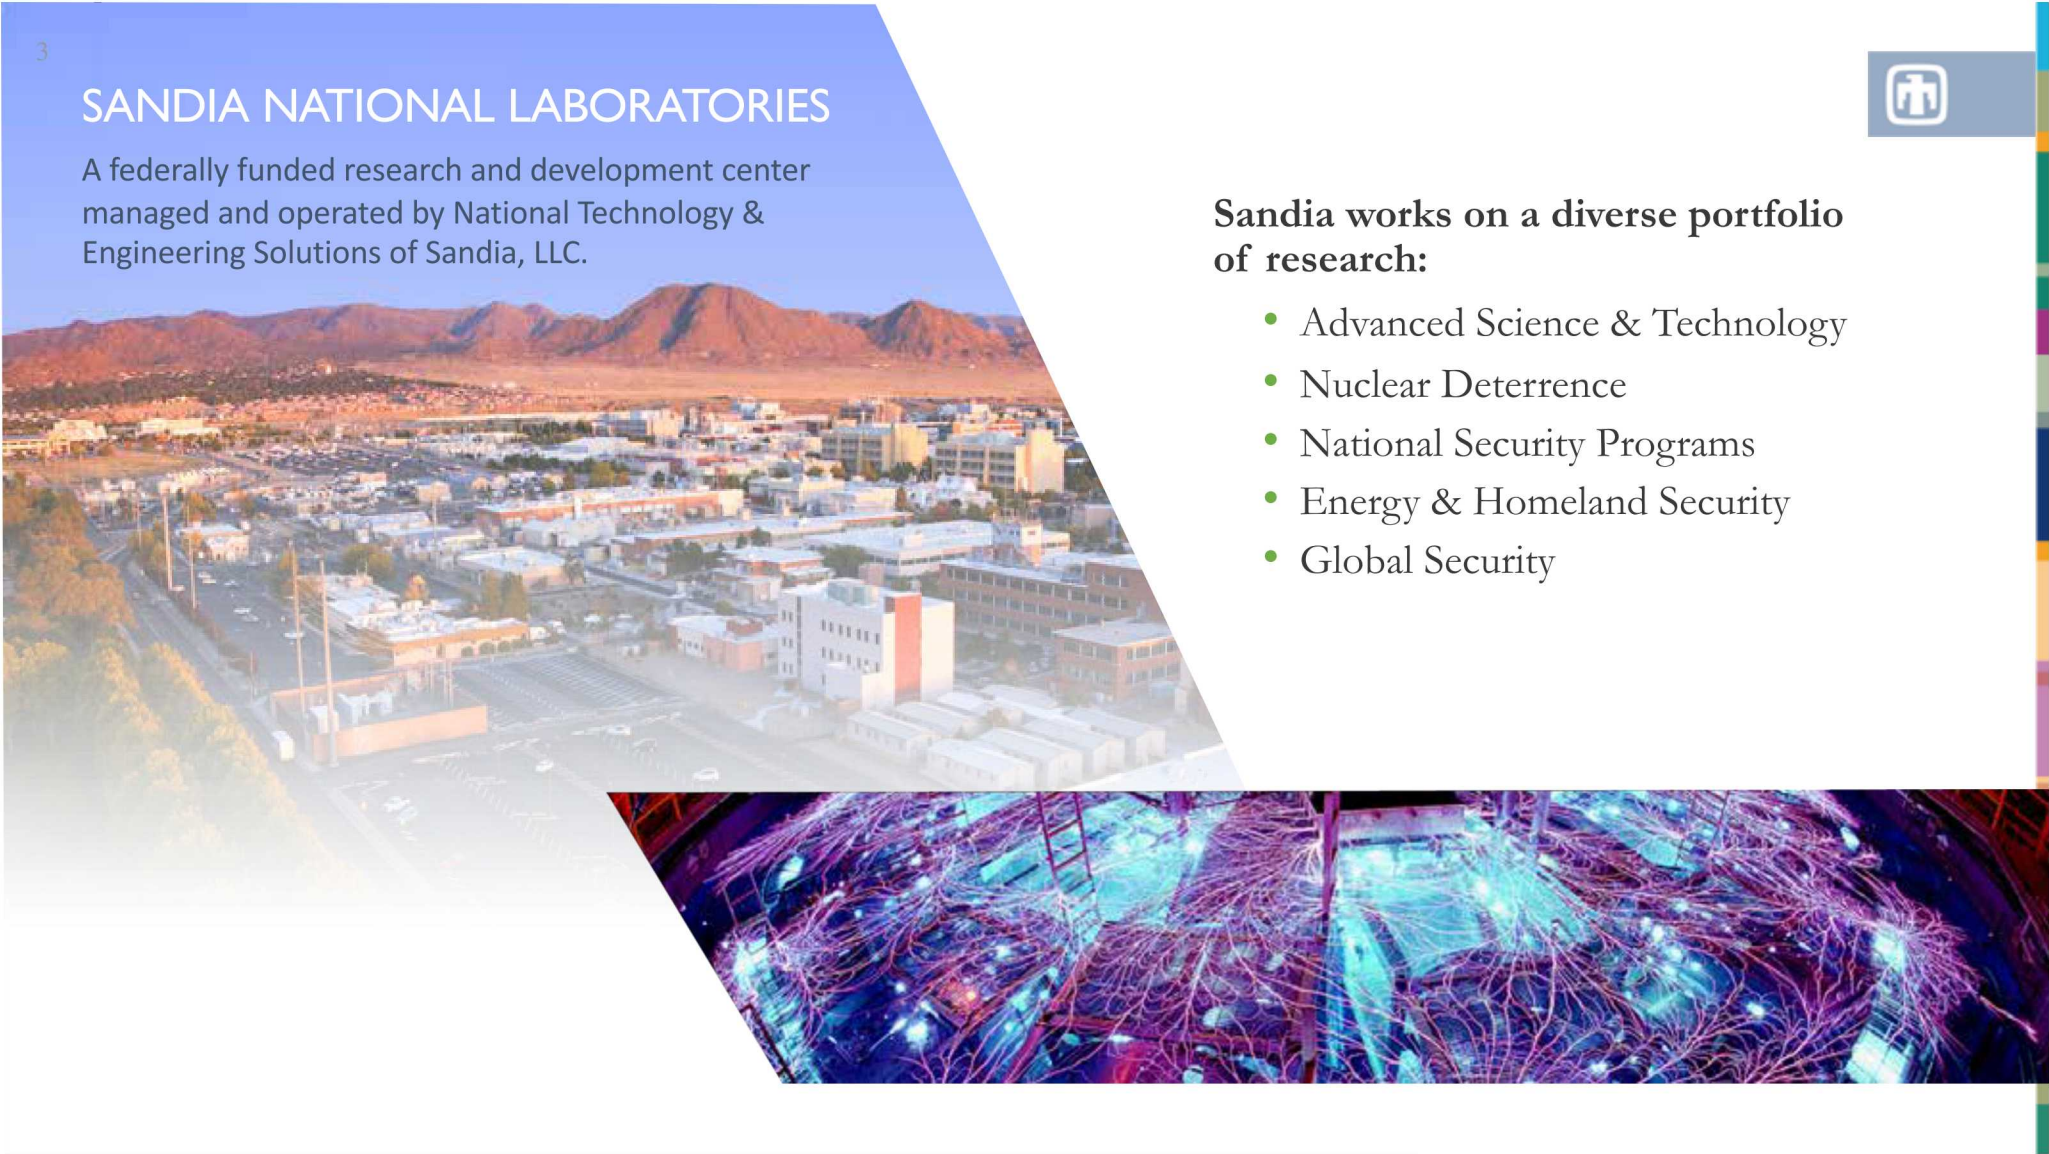 3
SANDIA NATIONAL LABORATORIES
A federally funded research and development center
managed and operated by National Technology &
Engineering Solutions of Sandia, LLC.
Sandia works on a diverse portfolio
of research:
• Advanced Science & Technology
• Nuclear Deterrence
• National Security Programs
• Energy & Homeland Security
• Global Security